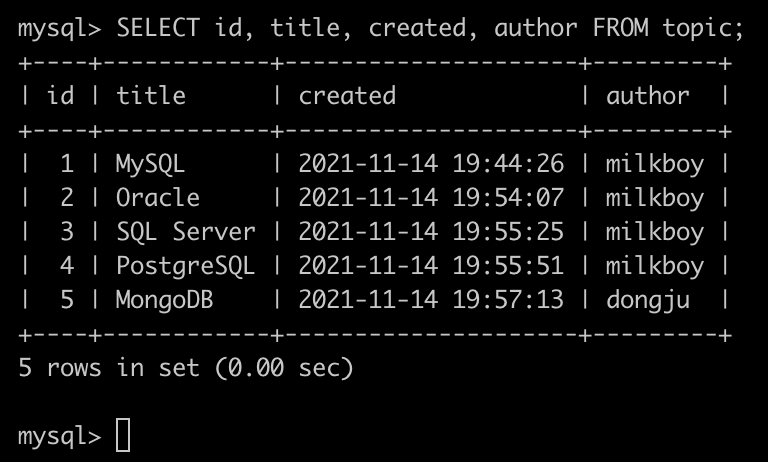 mysql> SELECT id, title, created, author FROM topic;
+----+------------+---------------------+---------+
| id | title      | created             | author  |
+----+------------+---------------------+---------+
|  1 | MySQL      | 2021-11-14 19:44:26 | milkboy |
|  2 | Oracle     | 2021-11-14 19:54:07 | milkboy |
|  3 | SQL Server | 2021-11-14 19:55:25 | milkboy |
|  4 | PostgreSQL | 2021-11-14 19:55:51 | milkboy |
|  5 | MongoDB    | 2021-11-14 19:57:13 | dongju  |
+----+------------+---------------------+---------+
5 rows in set (0.00 sec)

mysql>